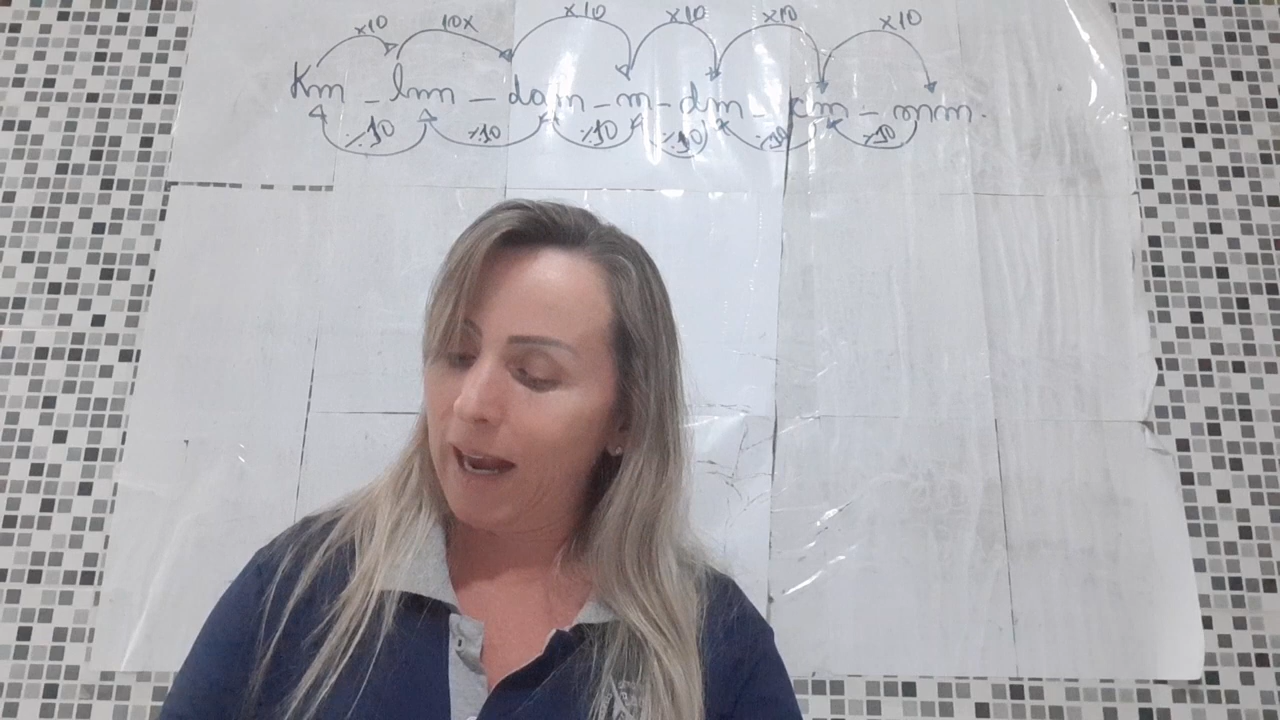 x10 10x x10 x10 x10 x10
Km - hm - dam - m - dm - cm - mm.
÷10 ÷10 ÷10 ÷10 ÷10 ÷10